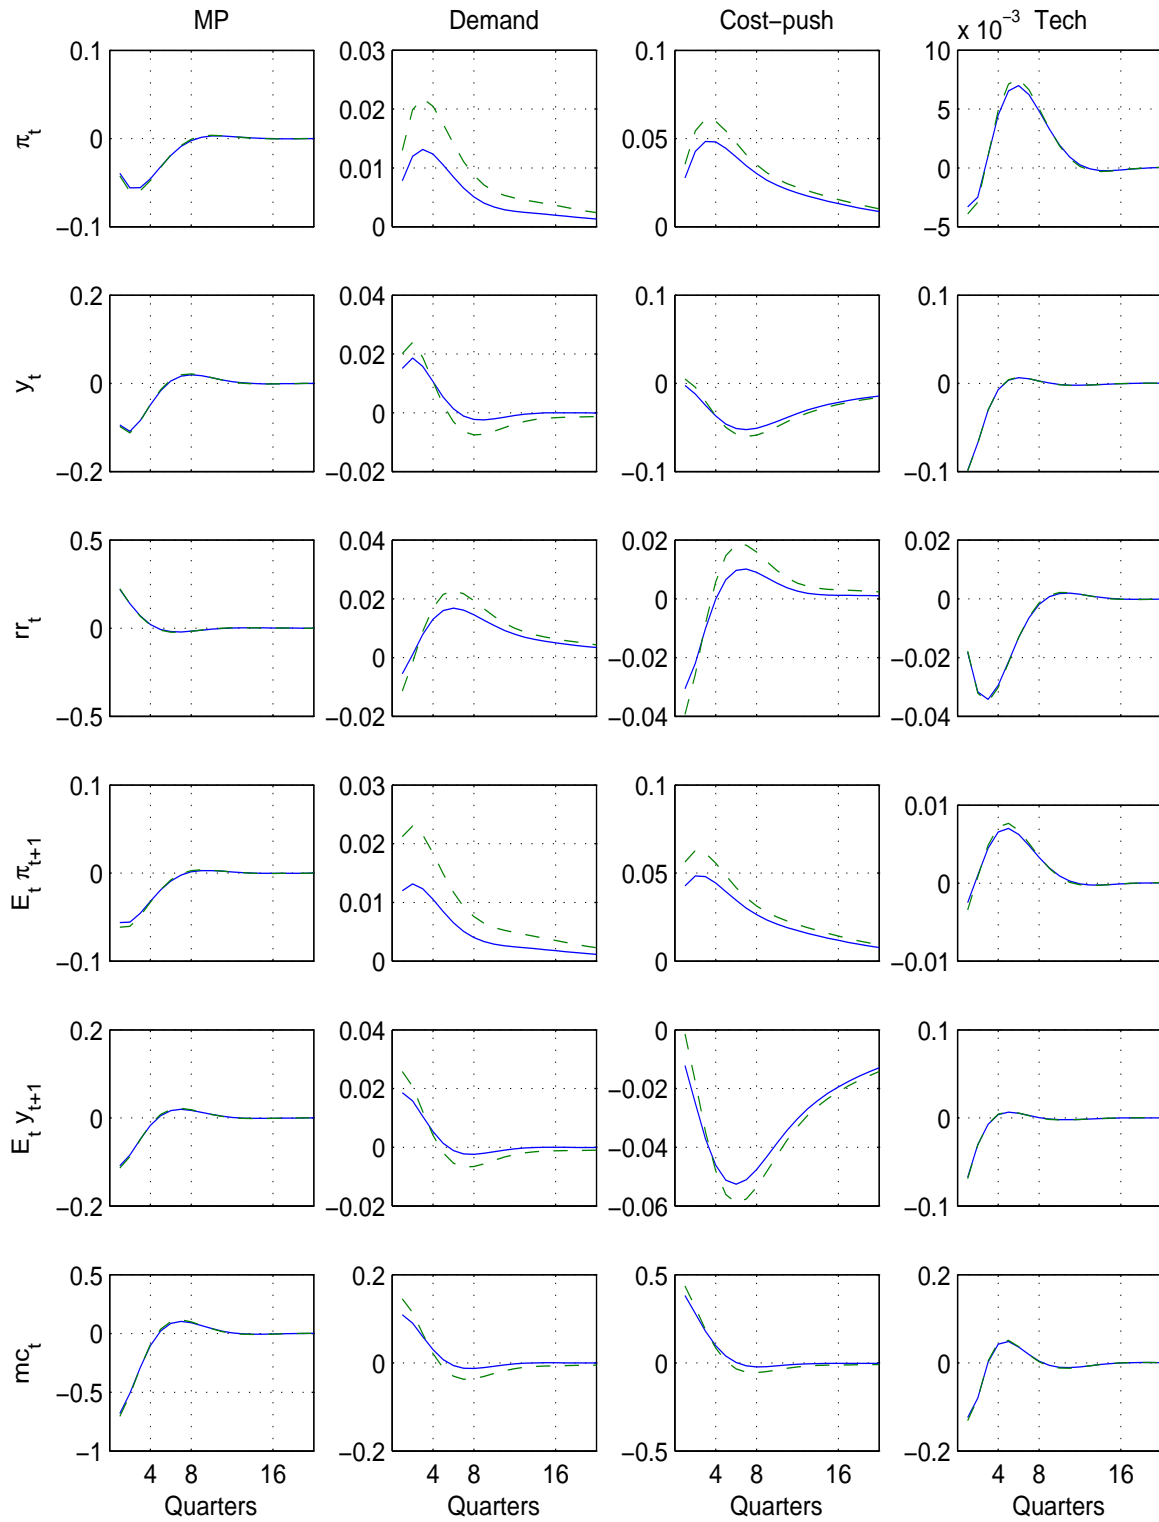 MP Demand Cost−push x 10⁻³ Tech
0.1 0.03 0.1 10
0.02 5
π_t 0 0.05
0.01 0
−0.1 0 0 −5
0.2 0.04 0.1 0.1
0.02
y_t 0 0 0
0
−0.2 −0.02 −0.1 −0.1
0.5 0.04 0.02 0.02
0.02 0 0
rr_t 0
0 −0.02 −0.02
−0.5 −0.02 −0.04 −0.04
0.1 0.03 0.1
0.01
0.02
E_t π_{t+1} 0 0.05 0
0.01
−0.1 0 0 −0.01
0.2 0.04 0 0.1
0.02 −0.02
E_t y_{t+1} 0 0
0 −0.04
−0.2 −0.02 −0.06 −0.1
0.5 0.2 0.5 0.2
0
mc_t 0 0 0
−0.5
−1 −0.2 −0.5 −0.2
4 8 16 4 8 16 4 8 16 4 8 16
Quarters Quarters Quarters Quarters